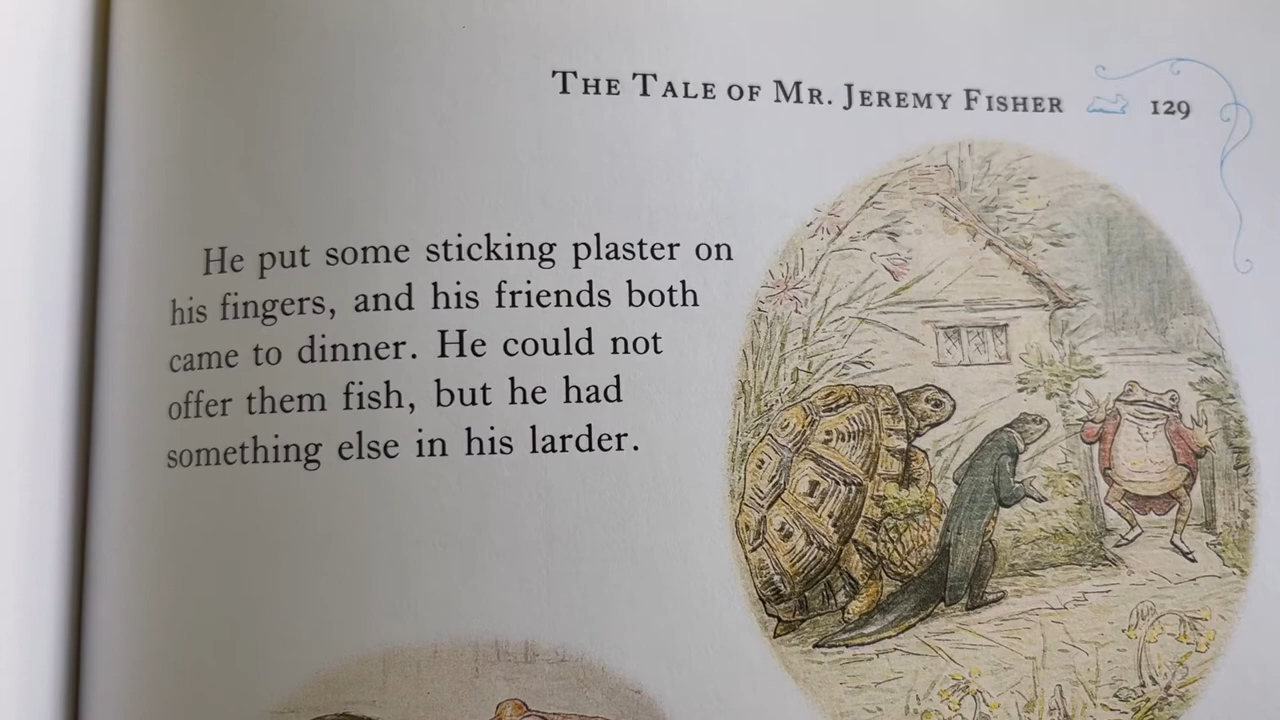 THE TALE OF MR. JEREMY FISHER 129
He put some sticking plaster on
his fingers, and his friends both
came to dinner. He could not
offer them fish, but he had
something else in his larder.